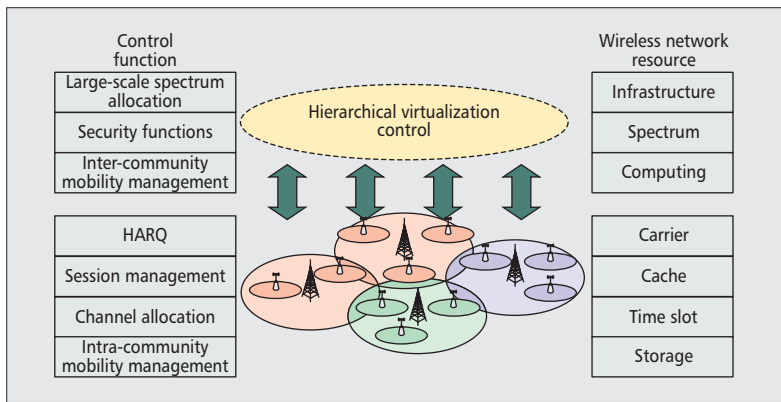 Control
function
Large-scale spectrum
allocation
Security functions
Inter-community
mobility management
HARQ
Session management
Channel allocation
Intra-community
mobility management
Hierarchical virtualization
control
Wireless network
resource
Infrastructure
Spectrum
Computing
Carrier
Cache
Time slot
Storage